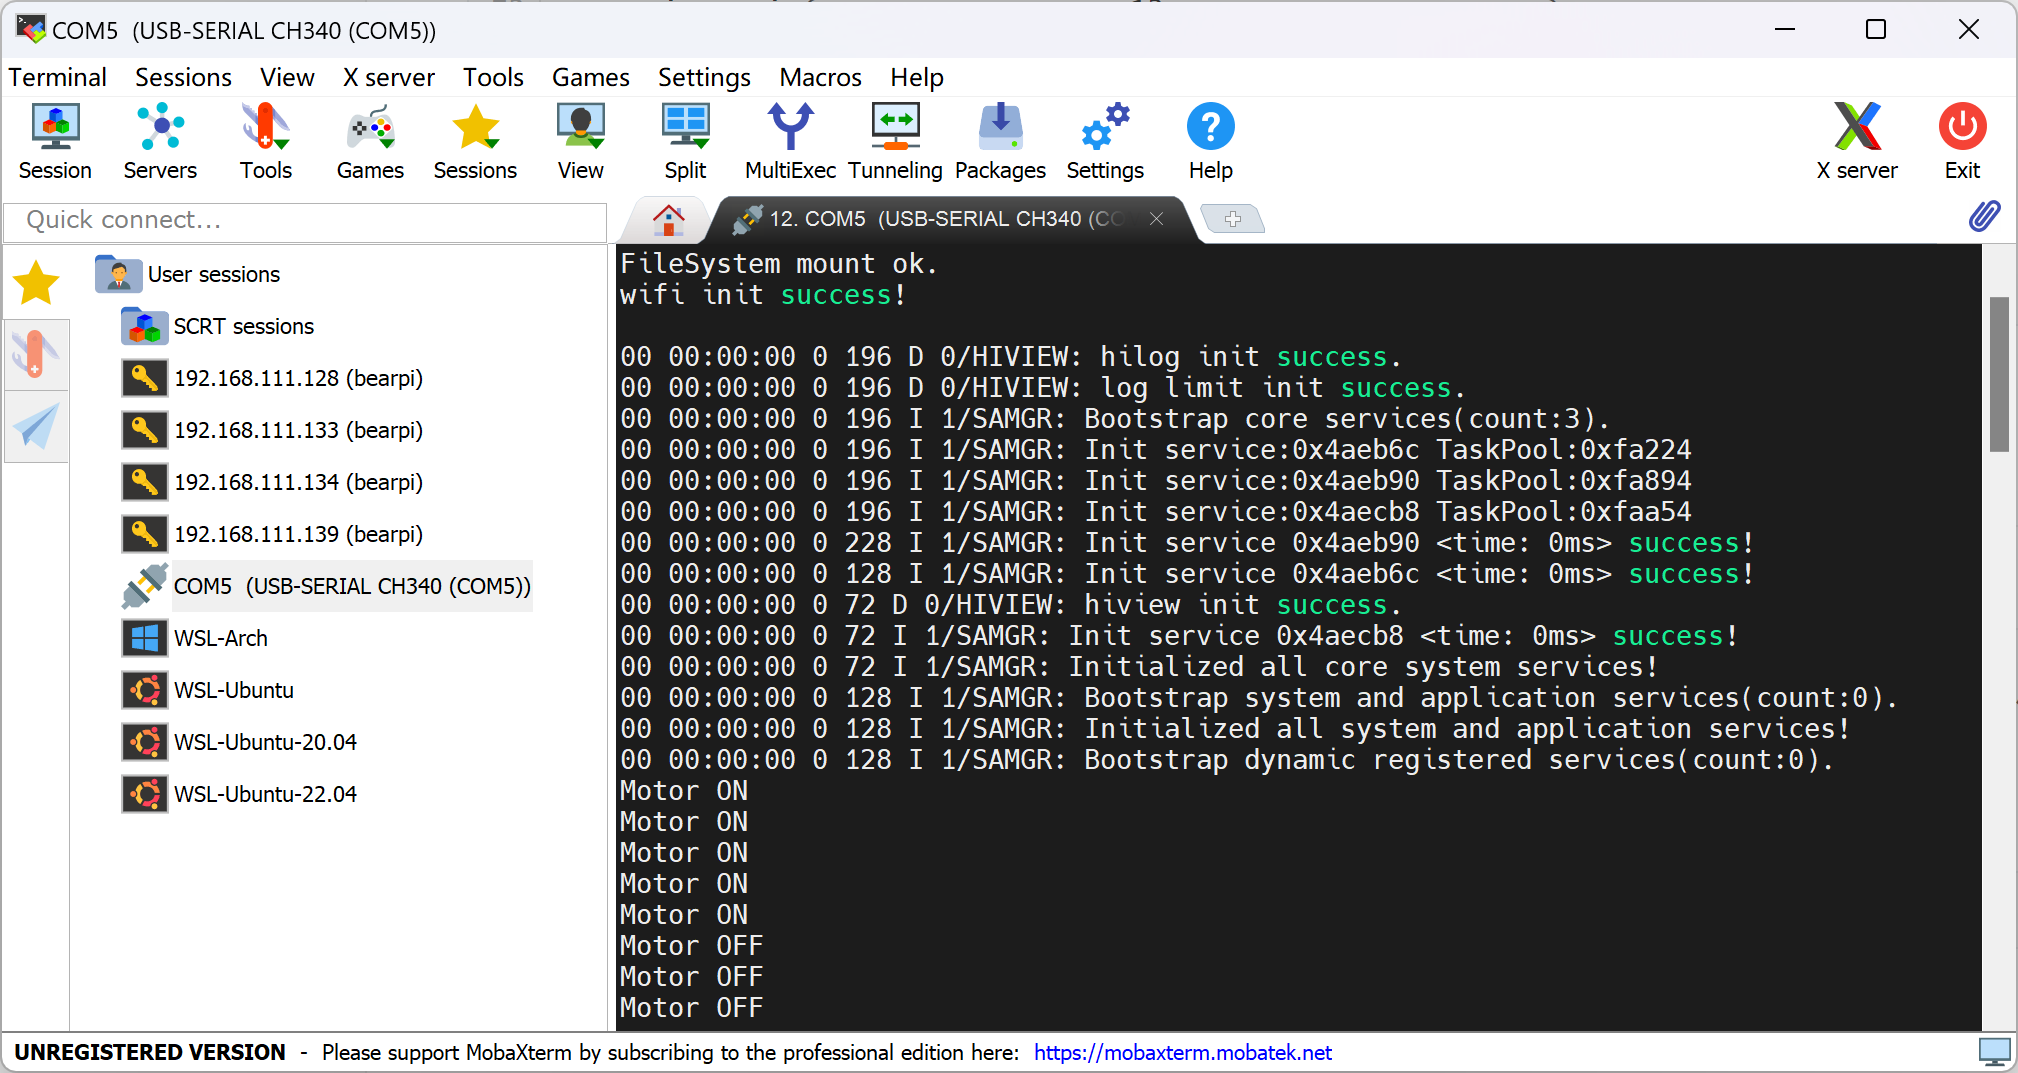 COM5  (USB-SERIAL CH340 (COM5))
Terminal Sessions View X server Tools Games Settings Macros Help
Session Servers Tools Games Sessions View Split MultiExec Tunneling Packages Settings Help X server Exit
Quick connect...
12. COM5  (USB-SERIAL CH340 (CO
User sessions
SCRT sessions
192.168.111.128 (bearpi)
192.168.111.133 (bearpi)
192.168.111.134 (bearpi)
192.168.111.139 (bearpi)
COM5  (USB-SERIAL CH340 (COM5))
WSL-Arch
WSL-Ubuntu
WSL-Ubuntu-20.04
WSL-Ubuntu-22.04
FileSystem mount ok.
wifi init success!
00 00:00:00 0 196 D 0/HIVIEW: hilog init success.
00 00:00:00 0 196 D 0/HIVIEW: log limit init success.
00 00:00:00 0 196 I 1/SAMGR: Bootstrap core services(count:3).
00 00:00:00 0 196 I 1/SAMGR: Init service:0x4aeb6c TaskPool:0xfa224
00 00:00:00 0 196 I 1/SAMGR: Init service:0x4aeb90 TaskPool:0xfa894
00 00:00:00 0 196 I 1/SAMGR: Init service:0x4aecb8 TaskPool:0xfaa54
00 00:00:00 0 228 I 1/SAMGR: Init service 0x4aeb90 <time: 0ms> success!
00 00:00:00 0 128 I 1/SAMGR: Init service 0x4aeb6c <time: 0ms> success!
00 00:00:00 0 72 D 0/HIVIEW: hiview init success.
00 00:00:00 0 72 I 1/SAMGR: Init service 0x4aecb8 <time: 0ms> success!
00 00:00:00 0 72 I 1/SAMGR: Initialized all core system services!
00 00:00:00 0 128 I 1/SAMGR: Bootstrap system and application services(count:0).
00 00:00:00 0 128 I 1/SAMGR: Initialized all system and application services!
00 00:00:00 0 128 I 1/SAMGR: Bootstrap dynamic registered services(count:0).
Motor ON
Motor ON
Motor ON
Motor ON
Motor ON
Motor OFF
Motor OFF
Motor OFF
UNREGISTERED VERSION  -  Please support MobaXterm by subscribing to the professional edition here:  https://mobaxterm.mobatek.net